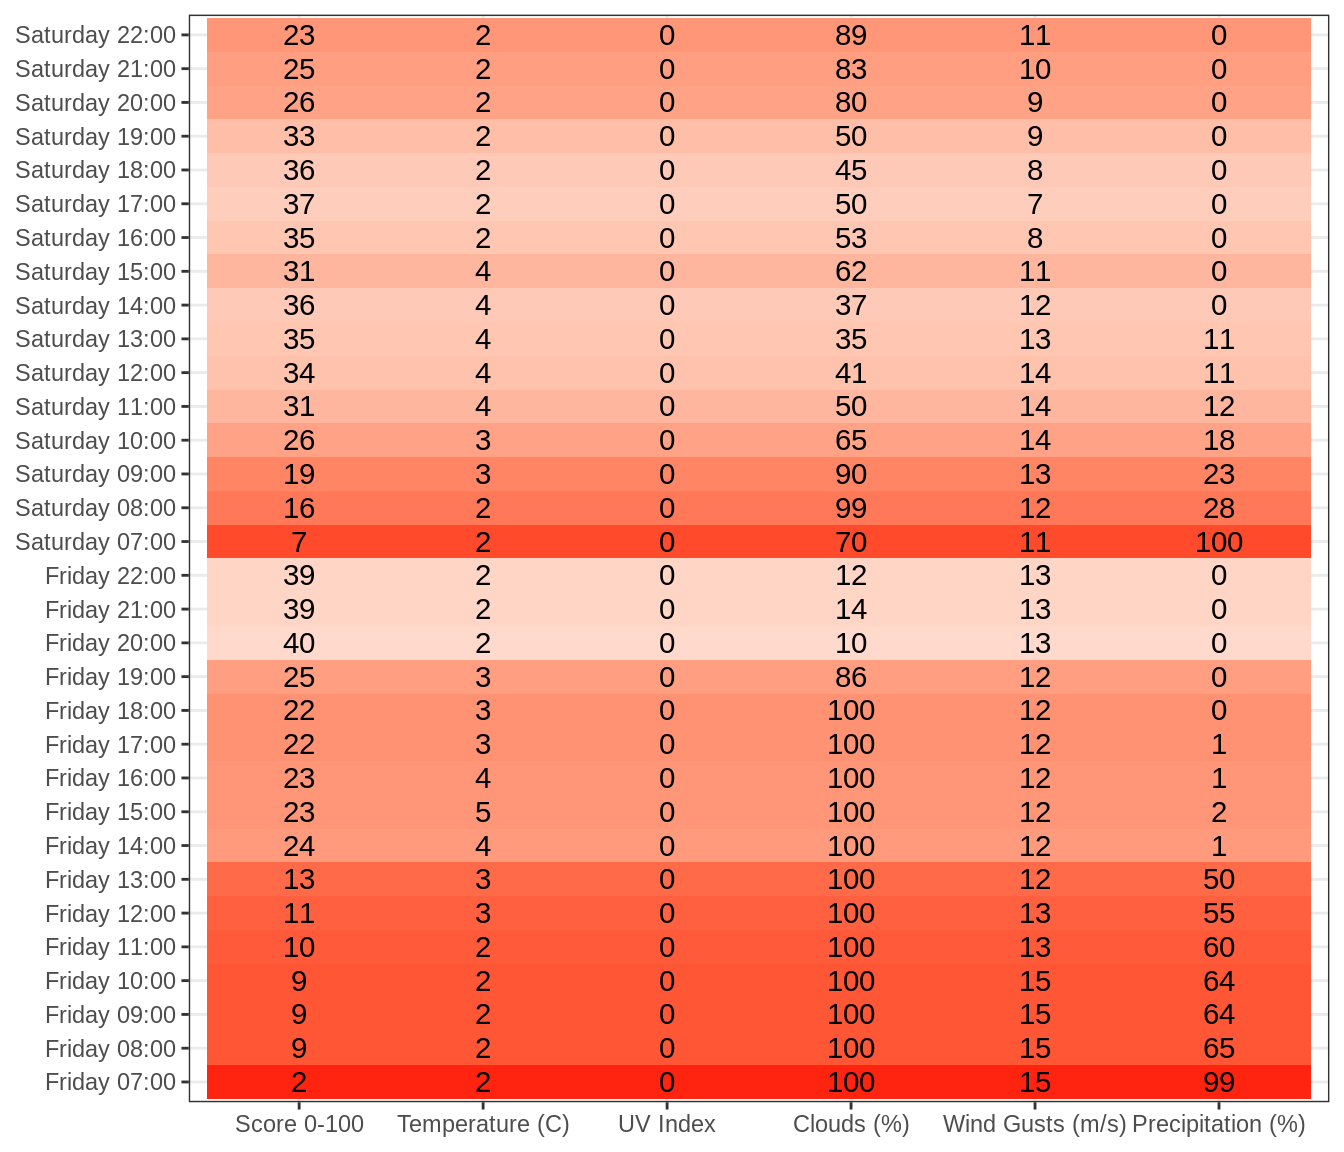 Saturday 22:00 23 2 0 89 11 0
Saturday 21:00 25 2 0 83 10 0
Saturday 20:00 26 2 0 80 9 0
Saturday 19:00 33 2 0 50 9 0
Saturday 18:00 36 2 0 45 8 0
Saturday 17:00 37 2 0 50 7 0
Saturday 16:00 35 2 0 53 8 0
Saturday 15:00 31 4 0 62 11 0
Saturday 14:00 36 4 0 37 12 0
Saturday 13:00 35 4 0 35 13 11
Saturday 12:00 34 4 0 41 14 11
Saturday 11:00 31 4 0 50 14 12
Saturday 10:00 26 3 0 65 14 18
Saturday 09:00 19 3 0 90 13 23
Saturday 08:00 16 2 0 99 12 28
Saturday 07:00 7 2 0 70 11 100
Friday 22:00 39 2 0 12 13 0
Friday 21:00 39 2 0 14 13 0
Friday 20:00 40 2 0 10 13 0
Friday 19:00 25 3 0 86 12 0
Friday 18:00 22 3 0 100 12 0
Friday 17:00 22 3 0 100 12 1
Friday 16:00 23 4 0 100 12 1
Friday 15:00 23 5 0 100 12 2
Friday 14:00 24 4 0 100 12 1
Friday 13:00 13 3 0 100 12 50
Friday 12:00 11 3 0 100 13 55
Friday 11:00 10 2 0 100 13 60
Friday 10:00 9 2 0 100 15 64
Friday 09:00 9 2 0 100 15 64
Friday 08:00 9 2 0 100 15 65
Friday 07:00 2 2 0 100 15 99
Score 0-100 Temperature (C) UV Index Clouds (%) Wind Gusts (m/s) Precipitation (%)